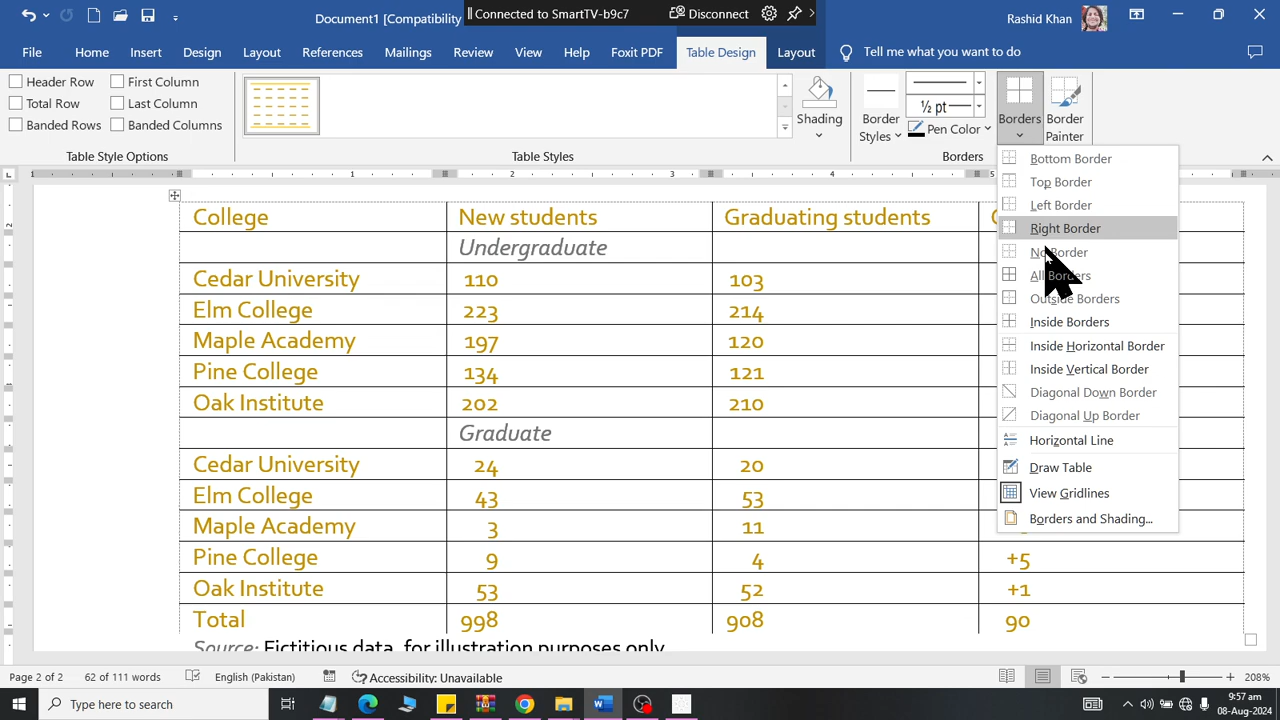 Document1 [Compatibility
Connected to SmartTV-b9c7
Disconnect
Rashid Khan
File Home Insert Design Layout References Mailings Review View Help Foxit PDF Table Design Layout Tell me what you want to do
Header Row First Column
Total Row Last Column
Banded Rows Banded Columns
Table Style Options
Table Styles
Shading
Border Styles
½ pt
Pen Color
Borders
Border Painter
Borders
1 2 3 4 5
Bottom Border
Top Border
Left Border
Right Border
No Border
All Borders
Outside Borders
Inside Borders
Inside Horizontal Border
Inside Vertical Border
Diagonal Down Border
Diagonal Up Border
Horizontal Line
Draw Table
View Gridlines
Borders and Shading...
College New students Graduating students
Undergraduate
Cedar University 110 103
Elm College 223 214
Maple Academy 197 120
Pine College 134 121
Oak Institute 202 210
Graduate
Cedar University 24 20
Elm College 43 53
Maple Academy 3 11
Pine College 9 4 +5
Oak Institute 53 52 +1
Total 998 908 90
Source: Fictitious data, for illustration purposes only
Page 2 of 2 62 of 111 words English (Pakistan) Accessibility: Unavailable 208%
Type here to search
9:57 am
08-Aug-2024